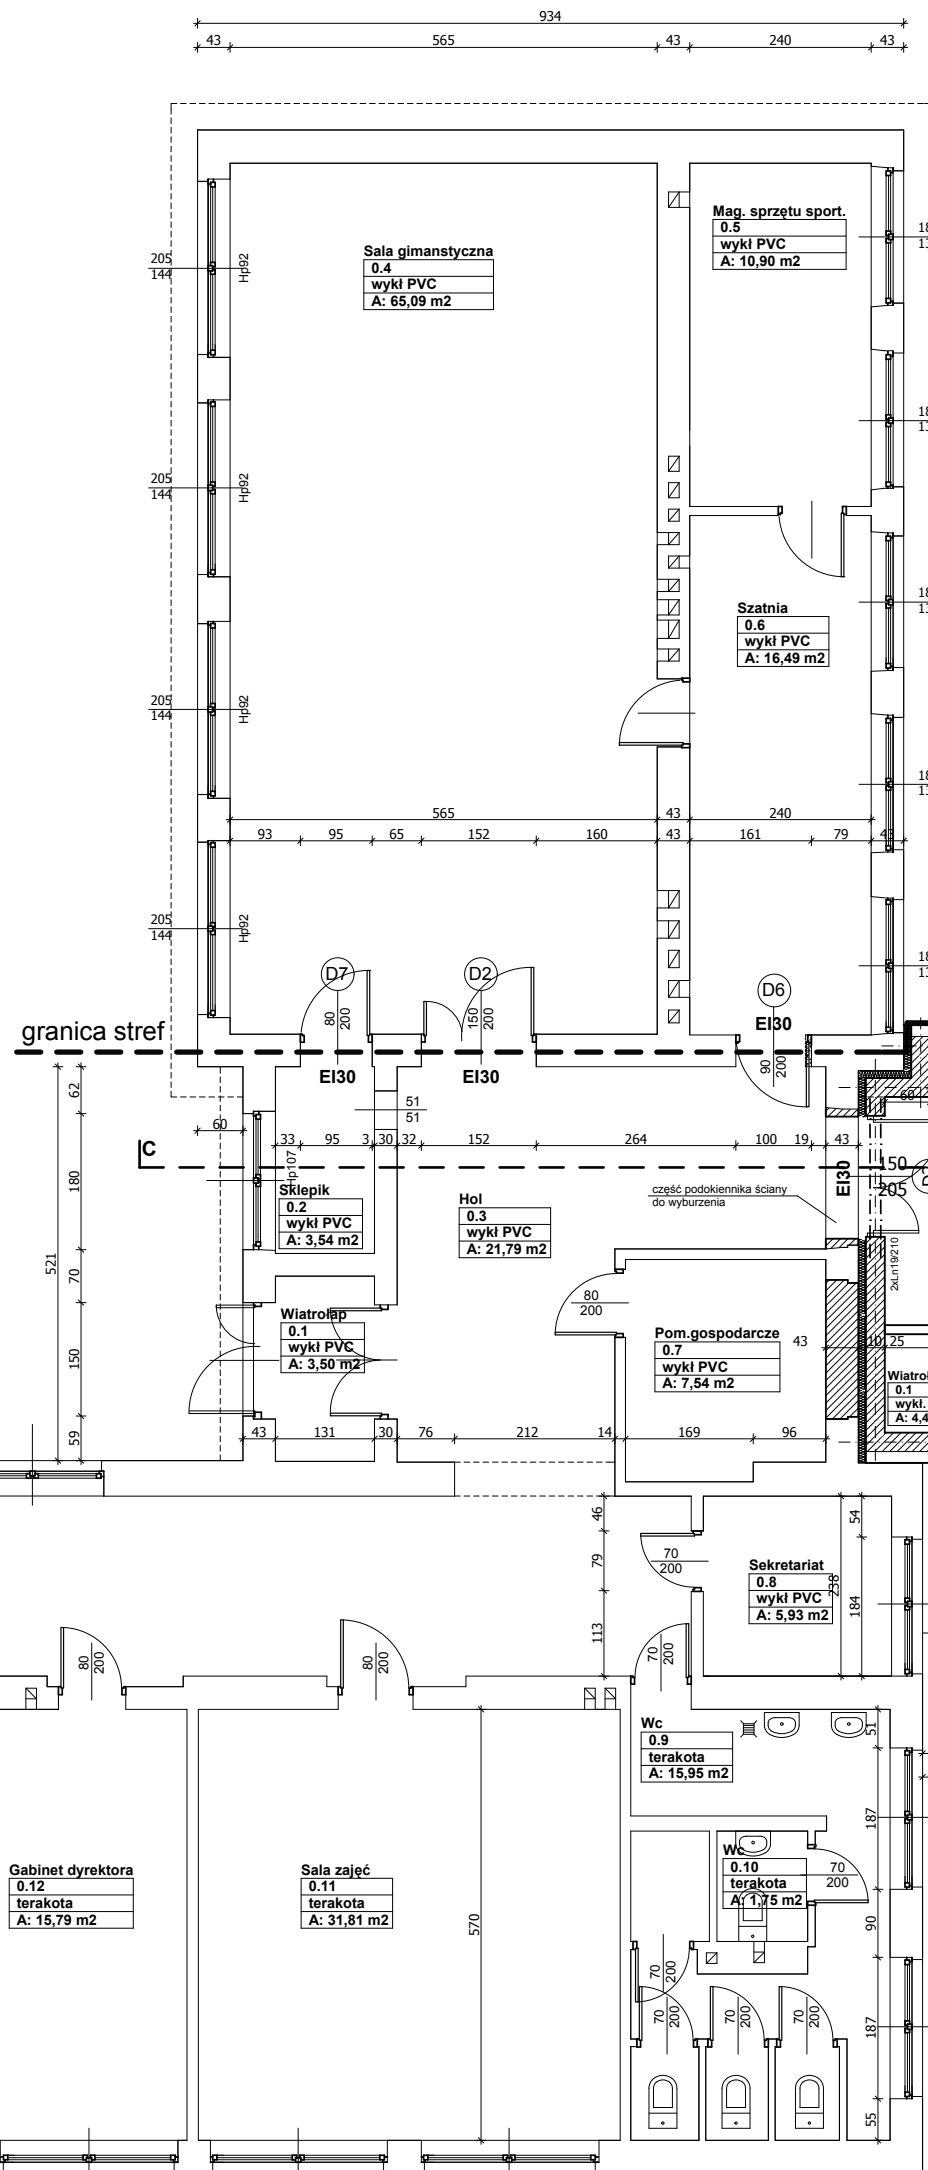 934
43 565 43 240 43
Mag. sprzętu sport.
0.5
wykł PVC
A: 10,90 m2
Sala gimanstyczna
0.4
wykł PVC
A: 65,09 m2
205
144
Hp92
205
144
Hp92
Szatnia
0.6
wykł PVC
A: 16,49 m2
205
144
Hp92
565 43 240
93 95 65 152 160 43 161 79 43
205
144
Hp92
D7
80
200
D2
150
200
D6
EI30
granica stref
EI30
EI30
90
200
62
60
51
51
60
33 95 3 30 32 152 264 100 19 43
C
Hp107
180
EI30
150
205
część podokiennika ściany
do wyburzenia
Sklepik
0.2
wykł PVC
A: 3,54 m2
Hol
0.3
wykł PVC
A: 21,79 m2
521
70
2xLn19/210
80
200
Wiatrołap
0.1
wykł PVC
A: 3,50 m2
150
Pom.gospodarcze
0.7
wykł PVC
A: 7,54 m2
43
10 25
0.1
wykł.
59
43 131 30 76 212 14 169 96
46
54
79
70
200
Sekretariat
0.8
wykł PVC
A: 5,93 m2
238
184
113
80
200
80
200
70
200
Wc
0.9
terakota
A: 15,95 m2
51
187
Gabinet dyrektora
0.12
terakota
A: 15,79 m2
Sala zajęć
0.11
terakota
A: 31,81 m2
Wc
0.10
terakota
A: 1,75 m2
70
200
570
90
70
200
70
200
70
200
70
200
187
55